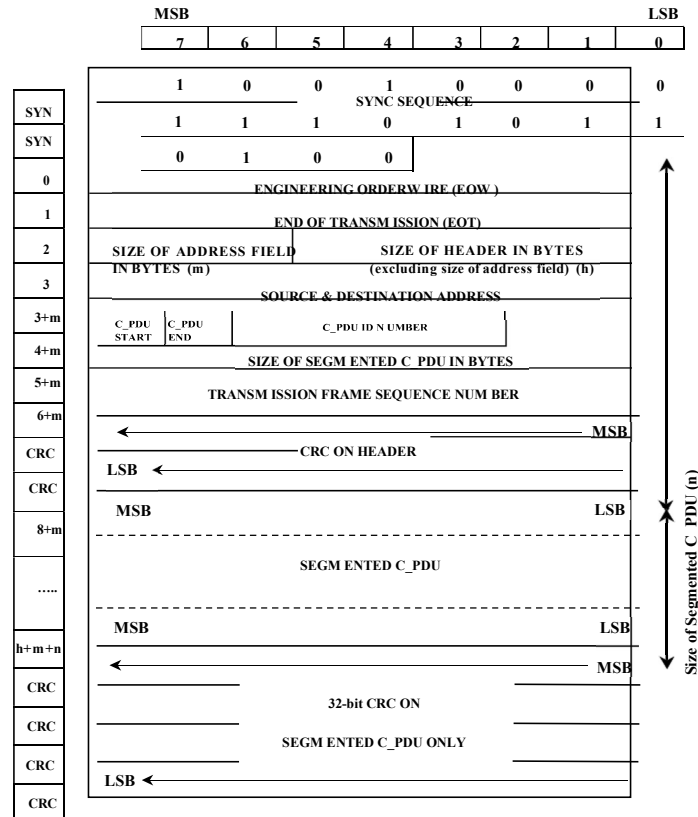 MSB LSB
7 6 5 4 3 2 1 0
1 0 0 1 0 0 0 0
SYNC SEQUENCE
SYN
1 1 1 0 1 0 1 1
SYN
0 1 0 0
0
ENGINEERING ORDERW IRE (EOW )
1
END OF TRANSM ISSION (EOT)
2
SIZE OF ADDRESS FIELD
IN BYTES (m)
SIZE OF HEADER IN BYTES
(excluding size of address field) (h)
3
SOURCE & DESTINATION ADDRESS
3+m
C_PDU
START
C_PDU
END
C_PDU ID N UMBER
4+m
SIZE OF SEGM ENTED C_PDU IN BYTES
5+m
TRANSM ISSION FRAME SEQUENCE NUM BER
6+m
MSB
CRC
CRC ON HEADER
LSB
CRC
MSB LSB
8+m
SEGM ENTED C_PDU
.....
MSB LSB
h+m+n
MSB
CRC
32-bit CRC ON
CRC
SEGM ENTED C_PDU ONLY
CRC
LSB
CRC
Size of Segmented C_PDU (n)